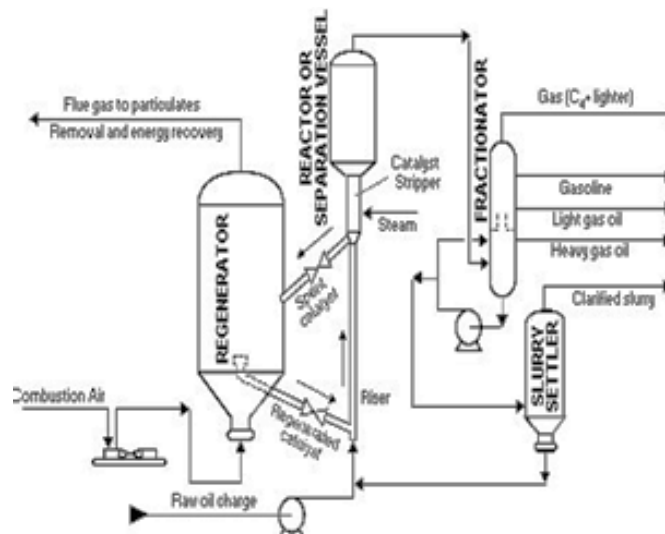 REACTOR OR
SEPARATION VESSEL
Flue gas to particulates
Removal and energy recovery
FRACTIONATOR
Gas (C4+ lighter)
Catalyst
Stripper
Gasoline
Steam
Light gas oil
Heavy gas oil
REGENERATOR
Spent
catalyst
Clarified slurry
SLURRY
SETTLER
Combustion Air
Riser
Regenerated
catalyst
Raw oil charge